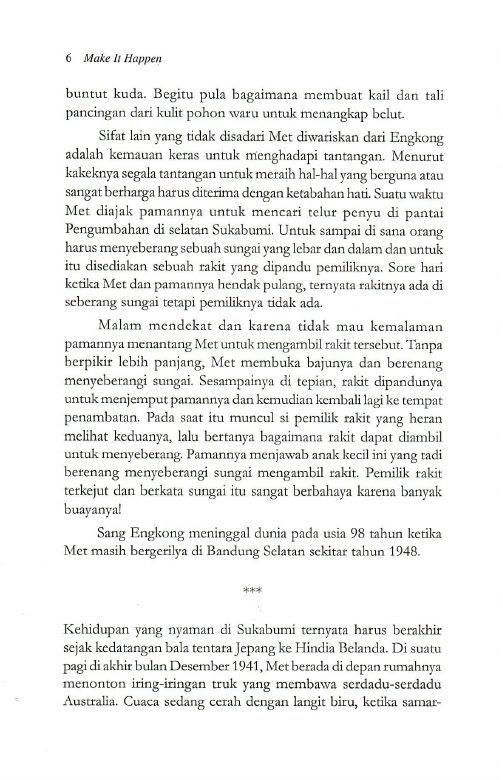 6 Make It Happen
buntut kuda. Begitu pula bagaimana membuat kail dan tali
pancingan dari kulit pohon waru untuk menangkap belut.
Sifat lain yang tidak disadari Met diwariskan dari Engkong
adalah kemauan keras untuk menghadapi tantangan. Menurut
kakeknya segala tantangan untuk meraih hal-hal yang berguna atau
sangat berharga harus diterima dengan ketabahan hati. Suatu waktu
Met diajak pamannya untuk mencari telur penyu di pantai
Pengumbahan di selatan Sukabumi. Untuk sampai di sana orang
harus menyeberang sebuah sungai yang lebar dan dalam dan untuk
itu disediakan sebuah rakit yang dipandu pemiliknya. Sore hari
ketika Met dan pamannya hendak pulang, ternyata rakitnya ada di
seberang sungai tetapi pemiliknya tidak ada.
Malam mendekat dan karena tidak mau kemalaman
pamannya menantang Met untuk mengambil rakit tersebut. Tanpa
berpikir lebih panjang, Met membuka bajunya dan berenang
menyeberangi sungai. Sesampainya di tepian, rakit dipandunya
untuk menjemput pamannya dan kemudian kembali lagi ke tempat
penambatan. Pada saat itu muncul si pemilik rakit yang heran
melihat keduanya, lalu bertanya bagaimana rakit dapat diambil
untuk menyeberang. Pamannya menjawab anak kecil ini yang tadi
berenang menyeberangi sungai mengambil rakit. Pemilik rakit
terkejut dan berkata sungai itu sangat berbahaya karena banyak
buayanya!
Sang Engkong meninggal dunia pada usia 98 tahun ketika
Met masih bergerilya di Bandung Selatan sekitar tahun 1948.
***
Kehidupan yang nyaman di Sukabumi ternyata harus berakhir
sejak kedatangan bala tentara Jepang ke Hindia Belanda. Di suatu
pagi di akhir bulan Desember 1941, Met berada di depan rumahnya
menonton iring-iringan truk yang membawa serdadu-serdadu
Australia. Cuaca sedang cerah dengan langit biru, ketika samar-